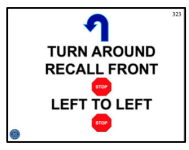 323
TURN AROUND
RECALL FRONT
STOP
LEFT TO LEFT
STOP